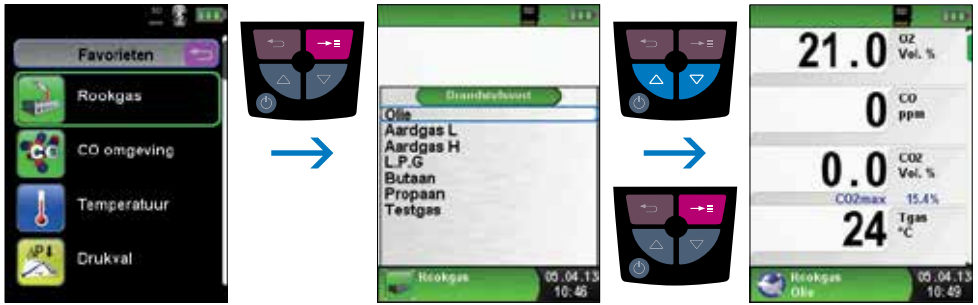 Favorieten
Rookgas
CO omgeving
Temperatuur
Drukval
ΔP
Brandstofsoort
Olie
Aardgas L
Aardgas H
L.P.G
Butaan
Propaan
Testgas
Rookgas
05.04.13
10:46
21.0 O2 Vol. %
0 CO ppm
0.0 CO2 Vol. %
CO2max 15.4%
24 Tgas °C
Rookgas
Olie
05.04.13
10:49